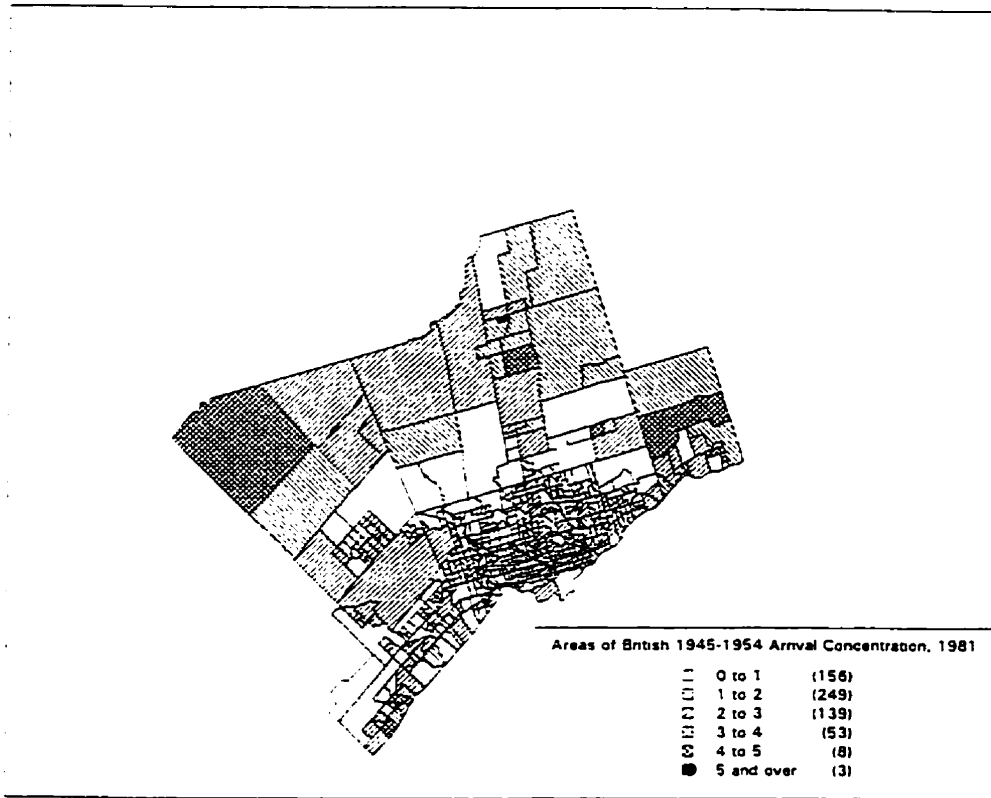 Areas of British 1945-1954 Arrival Concentration, 1981
0 to 1 (156)
1 to 2 (249)
2 to 3 (139)
3 to 4 (53)
4 to 5 (8)
5 and over (3)